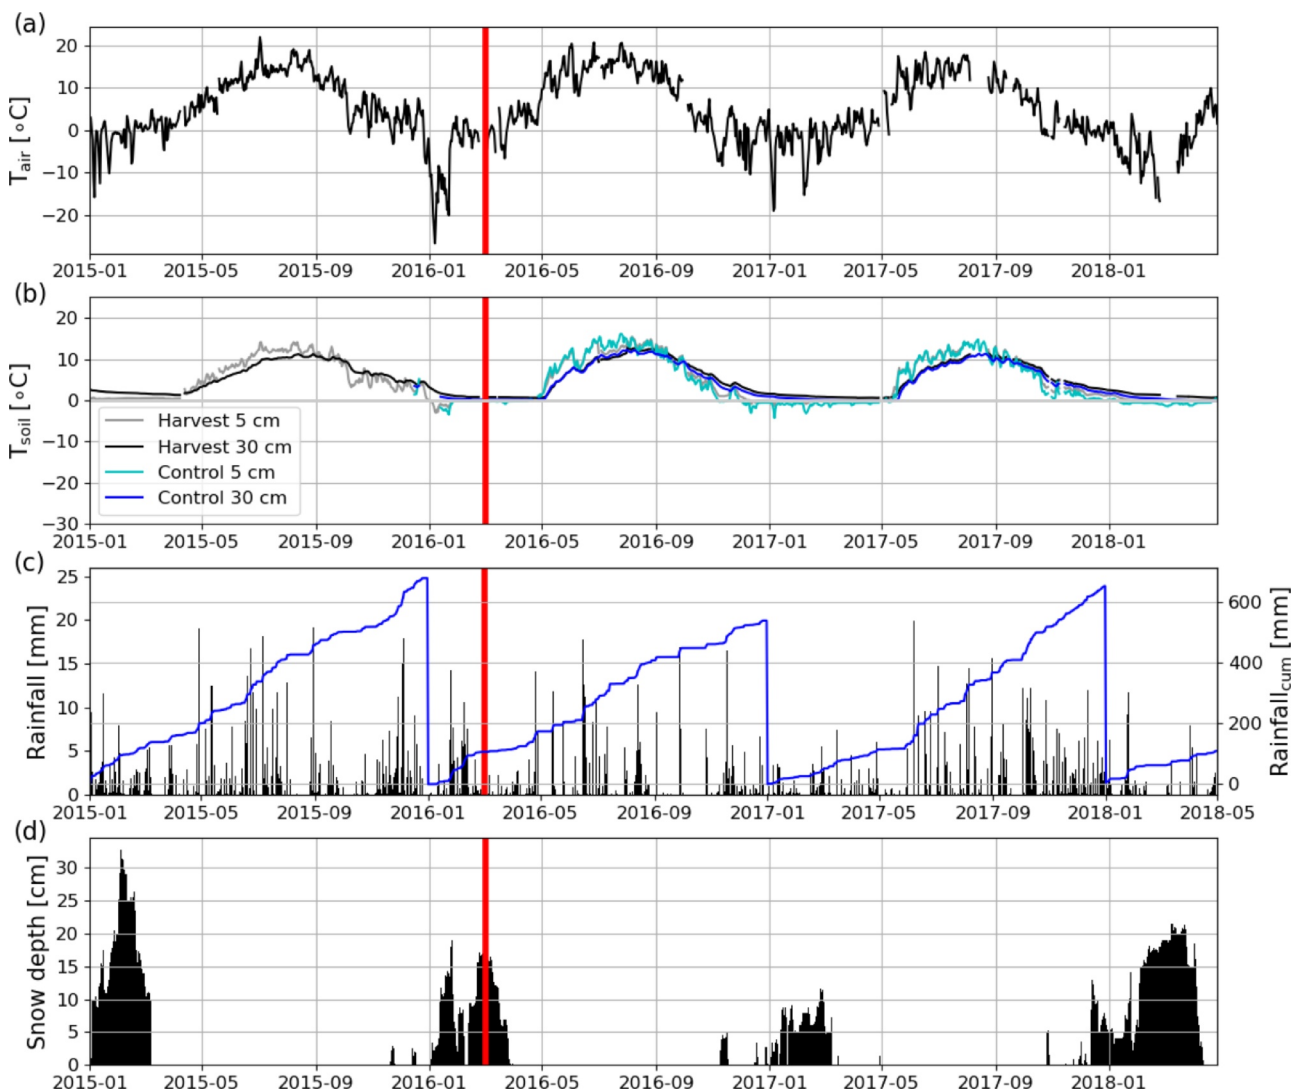 (a)
20
10
0
−10
−20
T_air [∘C]
2015-01 2015-05 2015-09 2016-01 2016-05 2016-09 2017-01 2017-05 2017-09 2018-01
(b)
20
10
0
−10
−20
−30
T_soil [∘C]
Harvest 5 cm
Harvest 30 cm
Control 5 cm
Control 30 cm
2015-01 2015-05 2015-09 2016-01 2016-05 2016-09 2017-01 2017-05 2017-09 2018-01
(c)
25
20
15
10
5
0
Rainfall [mm]
600
400
200
0
Rainfall_cum [mm]
2015-01 2015-05 2015-09 2016-01 2016-05 2016-09 2017-01 2017-05 2017-09 2018-01 2018-05
(d)
30
25
20
15
10
5
0
Snow depth [cm]
2015-01 2015-05 2015-09 2016-01 2016-05 2016-09 2017-01 2017-05 2017-09 2018-01